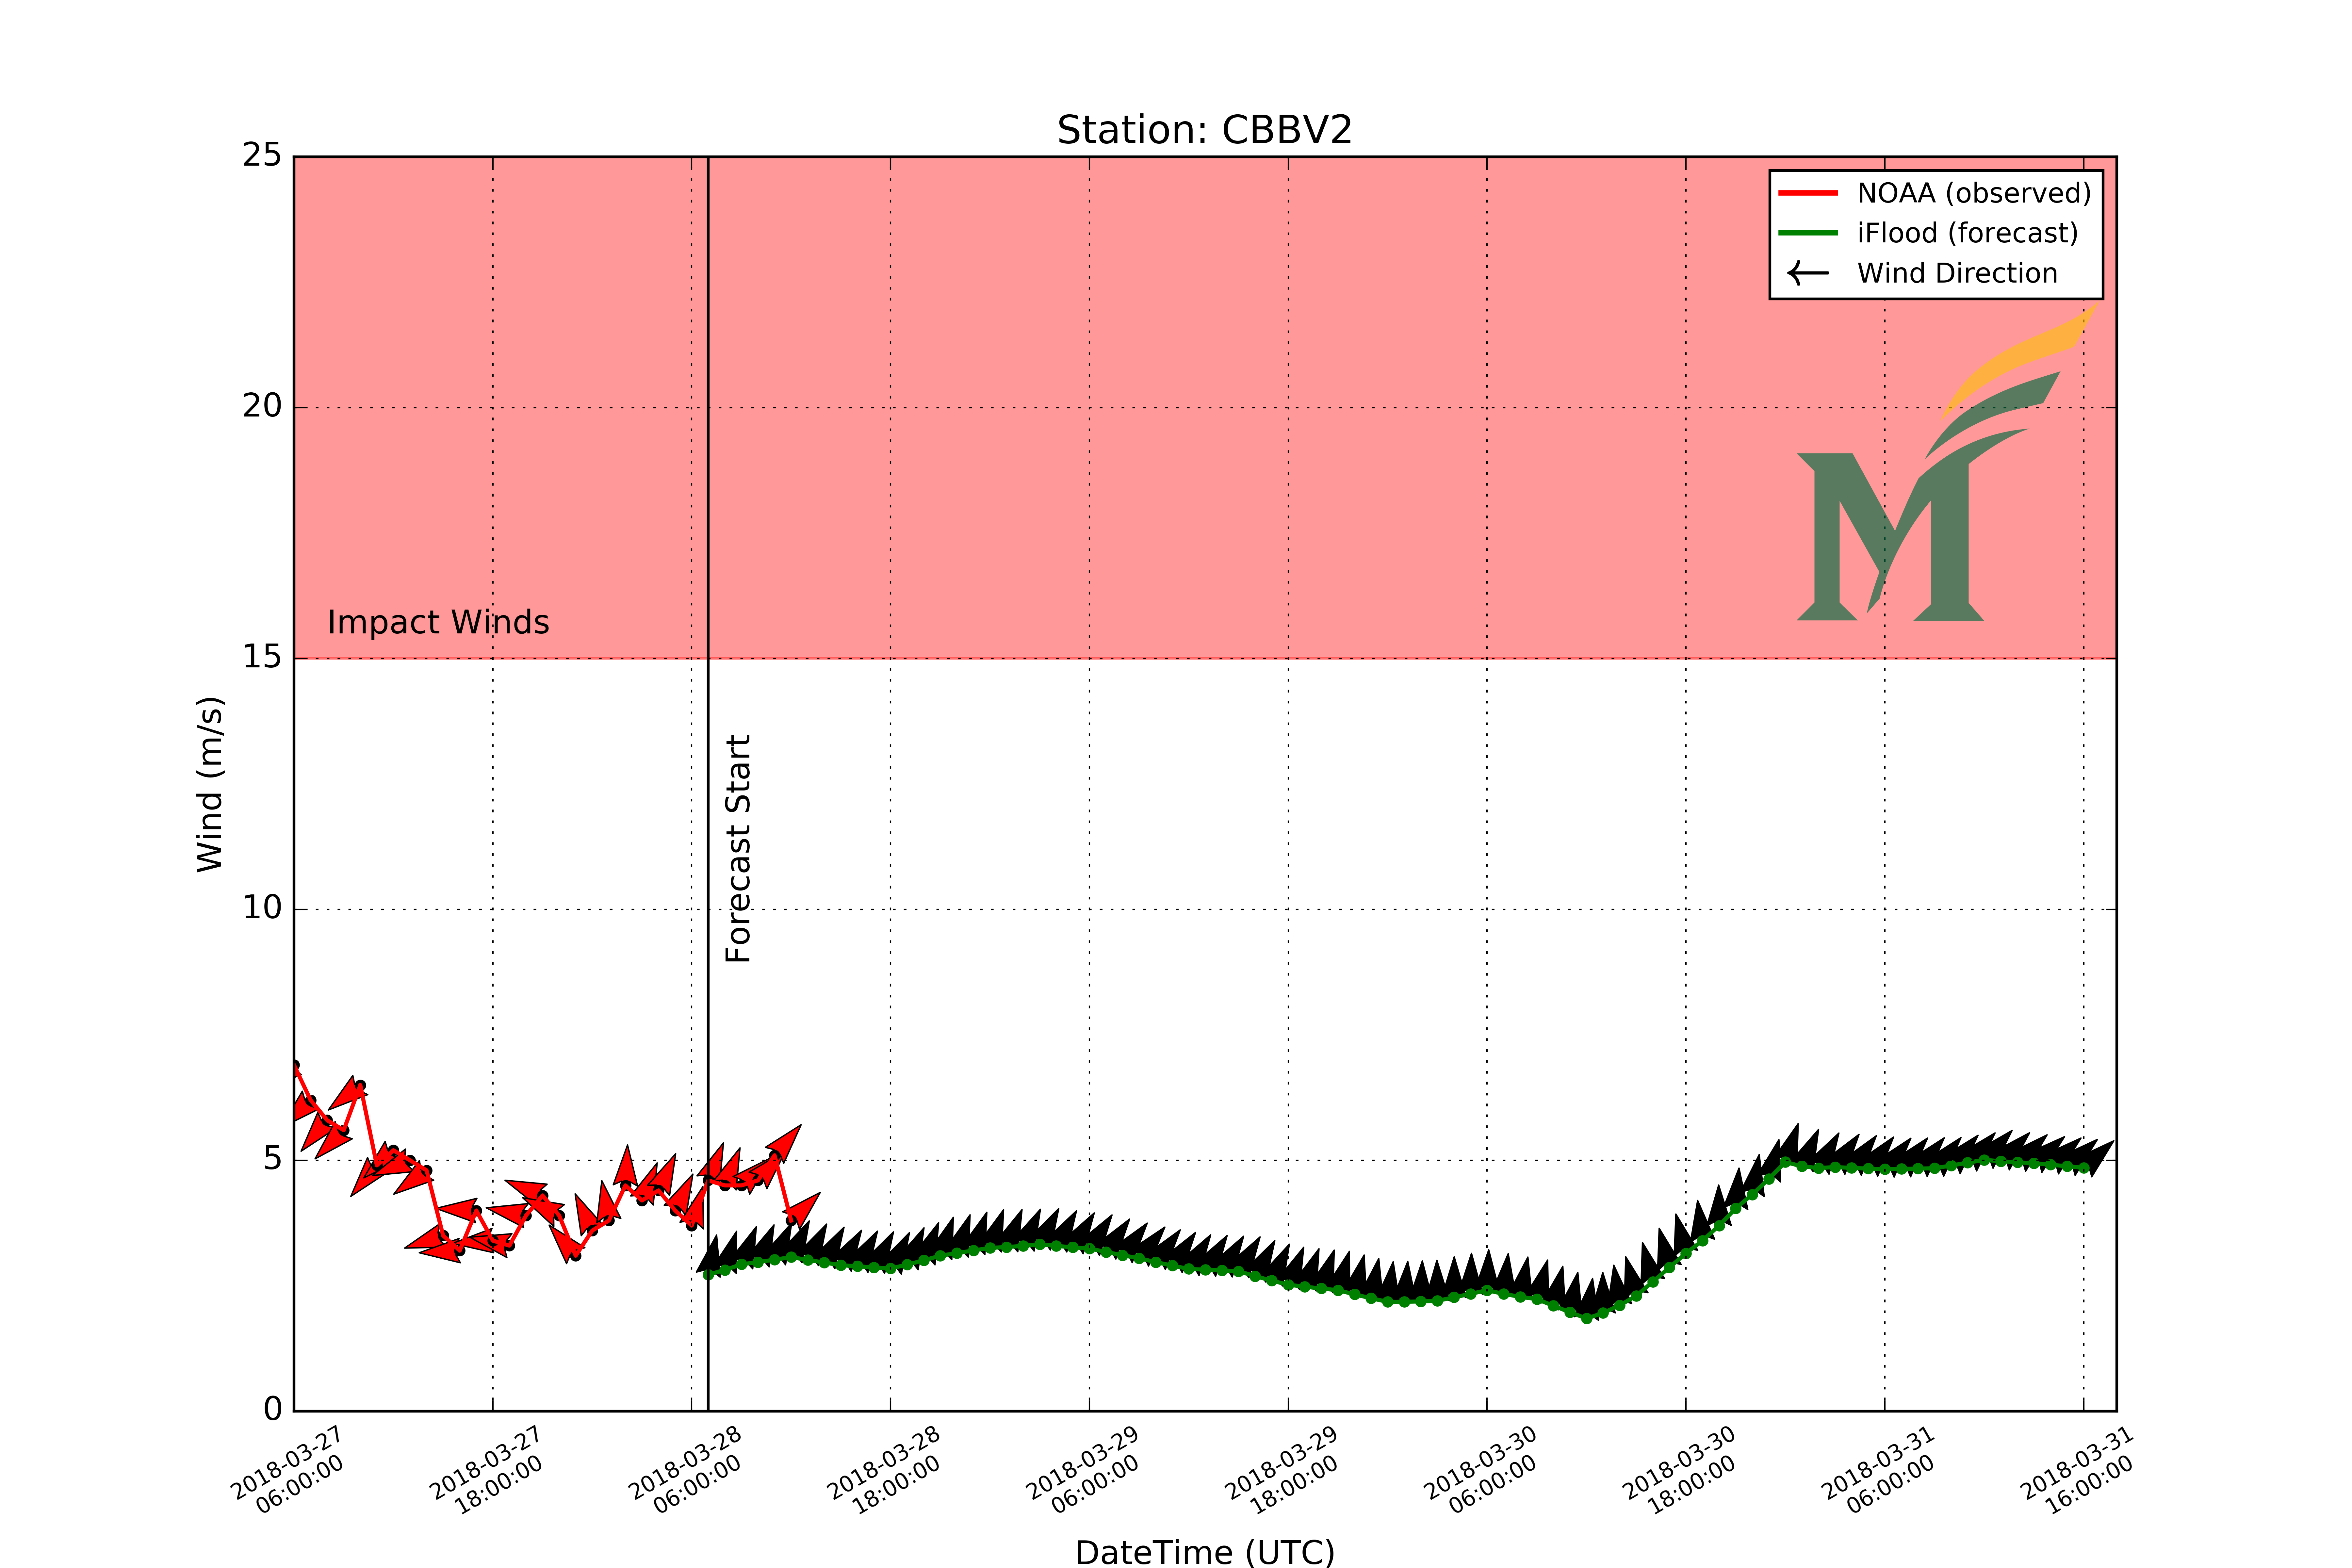 Station: CBBV2
25
20
15
10
5
0
Wind (m/s)
NOAA (observed)
iFlood (forecast)
Wind Direction
M
Impact Winds
Forecast Start
2018-03-27
06:00:00
2018-03-27
18:00:00
2018-03-28
06:00:00
2018-03-28
18:00:00
2018-03-29
06:00:00
2018-03-29
18:00:00
2018-03-30
06:00:00
2018-03-30
18:00:00
2018-03-31
06:00:00
2018-03-31
16:00:00
DateTime (UTC)